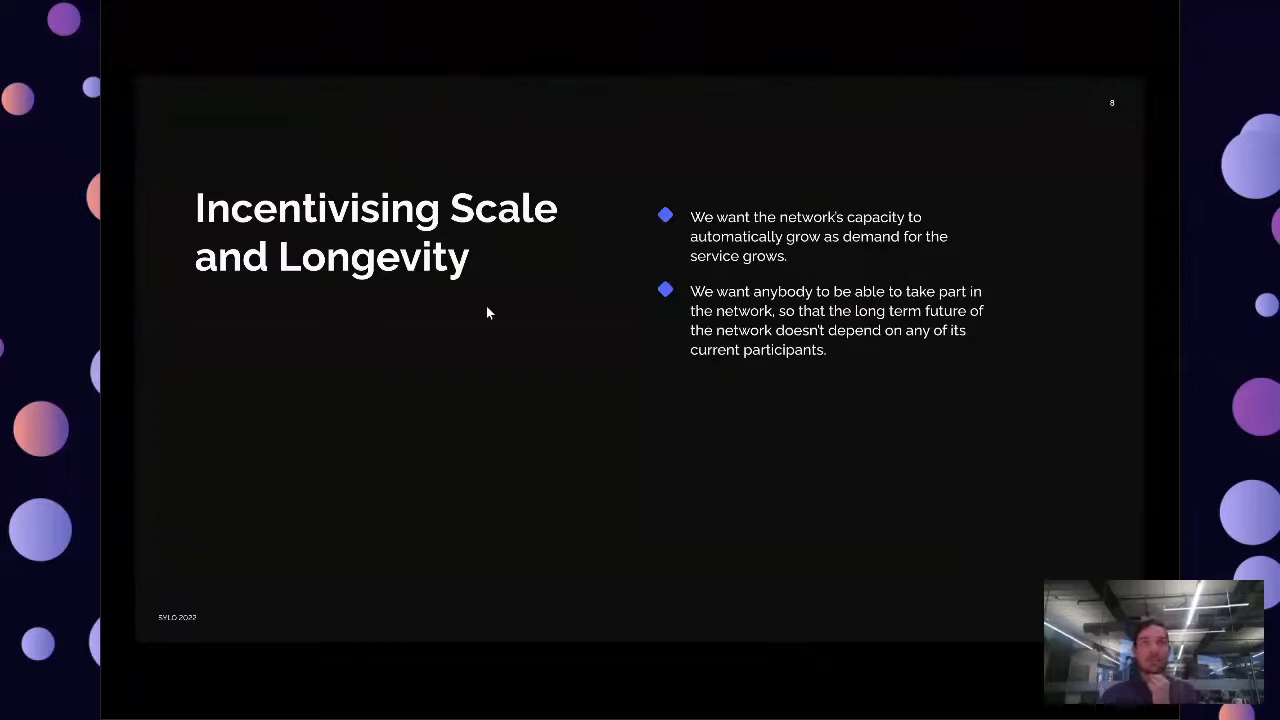 8
Incentivising Scale
and Longevity
We want the network's capacity to
automatically grow as demand for the
service grows.
We want anybody to be able to take part in
the network, so that the long term future of
the network doesn't depend on any of its
current participants.
SYLO 2022